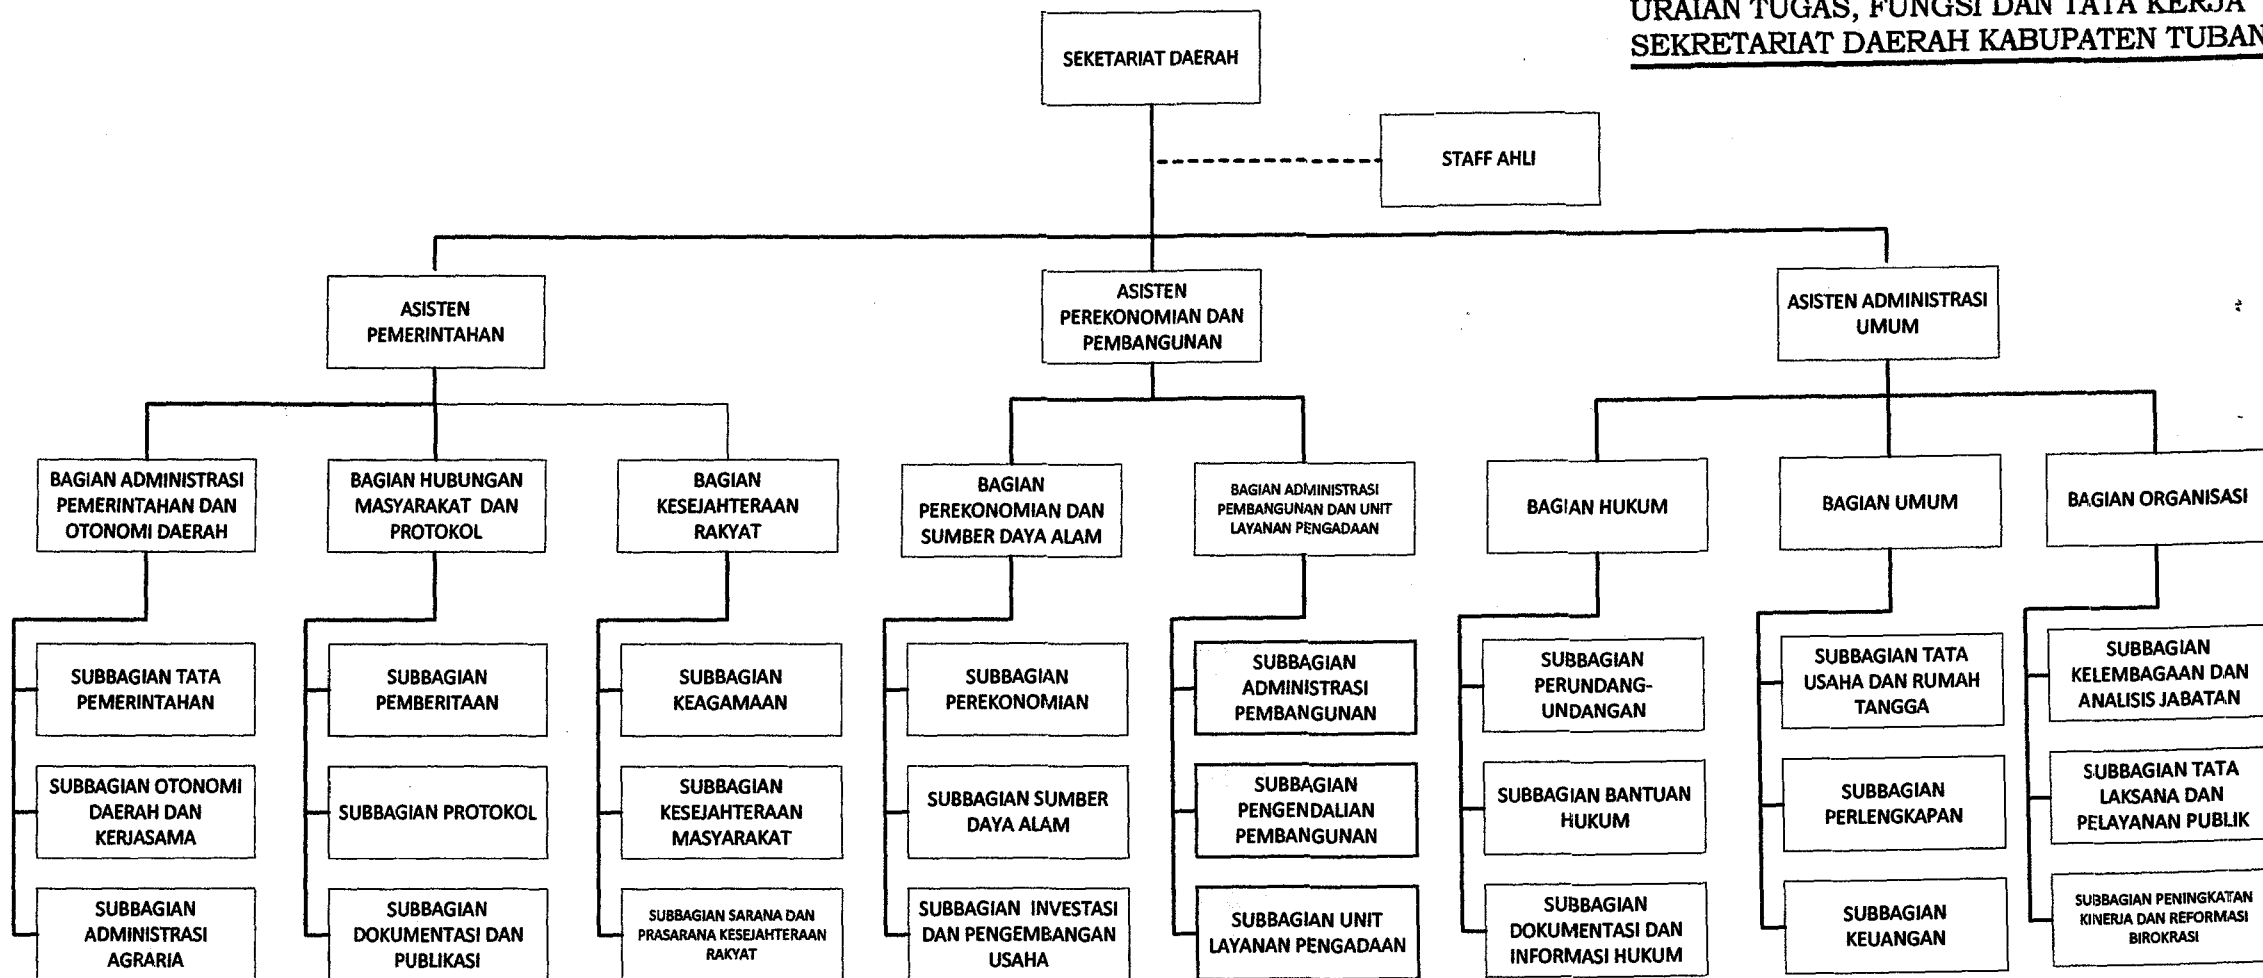 URAIAN TUGAS, FUNGSI DAN TATA KERJA
SEKRETARIAT DAERAH KABUPATEN TUBAN
SEKETARIAT DAERAH
STAFF AHLI
ASISTEN
PEMERINTAHAN
ASISTEN
PEREKONOMIAN DAN
PEMBANGUNAN
ASISTEN ADMINISTRASI
UMUM
BAGIAN ADMINISTRASI
PEMERINTAHAN DAN
OTONOMI DAERAH
BAGIAN HUBUNGAN
MASYARAKAT DAN
PROTOKOL
BAGIAN
KESEJAHTERAAN
RAKYAT
BAGIAN
PEREKONOMIAN DAN
SUMBER DAYA ALAM
BAGIAN ADMINISTRASI
PEMBANGUNAN DAN UNIT
LAYANAN PENGADAAN
BAGIAN HUKUM
BAGIAN UMUM
BAGIAN ORGANISASI
SUBBAGIAN TATA
PEMERINTAHAN
SUBBAGIAN
PEMBERITAAN
SUBBAGIAN
KEAGAMAAN
SUBBAGIAN
PEREKONOMIAN
SUBBAGIAN
ADMINISTRASI
PEMBANGUNAN
SUBBAGIAN
PERUNDANG-
UNDANGAN
SUBBAGIAN TATA
USAHA DAN RUMAH
TANGGA
SUBBAGIAN
KELEMBAGAAN DAN
ANALISIS JABATAN
SUBBAGIAN OTONOMI
DAERAH DAN
KERJASAMA
SUBBAGIAN PROTOKOL
SUBBAGIAN
KESEJAHTERAAN
MASYARAKAT
SUBBAGIAN SUMBER
DAYA ALAM
SUBBAGIAN
PENGENDALIAN
PEMBANGUNAN
SUBBAGIAN BANTUAN
HUKUM
SUBBAGIAN
PERLENGKAPAN
SUBBAGIAN TATA
LAKSANA DAN
PELAYANAN PUBLIK
SUBBAGIAN
ADMINISTRASI
AGRARIA
SUBBAGIAN
DOKUMENTASI DAN
PUBLIKASI
SUBBAGIAN SARANA DAN
PRASARANA KESEJAHTERAAN
RAKYAT
SUBBAGIAN INVESTASI
DAN PENGEMBANGAN
USAHA
SUBBAGIAN UNIT
LAYANAN PENGADAAN
SUBBAGIAN
DOKUMENTASI DAN
INFORMASI HUKUM
SUBBAGIAN
KEUANGAN
SUBBAGIAN PENINGKATAN
KINERJA DAN REFORMASI
BIROKRASI